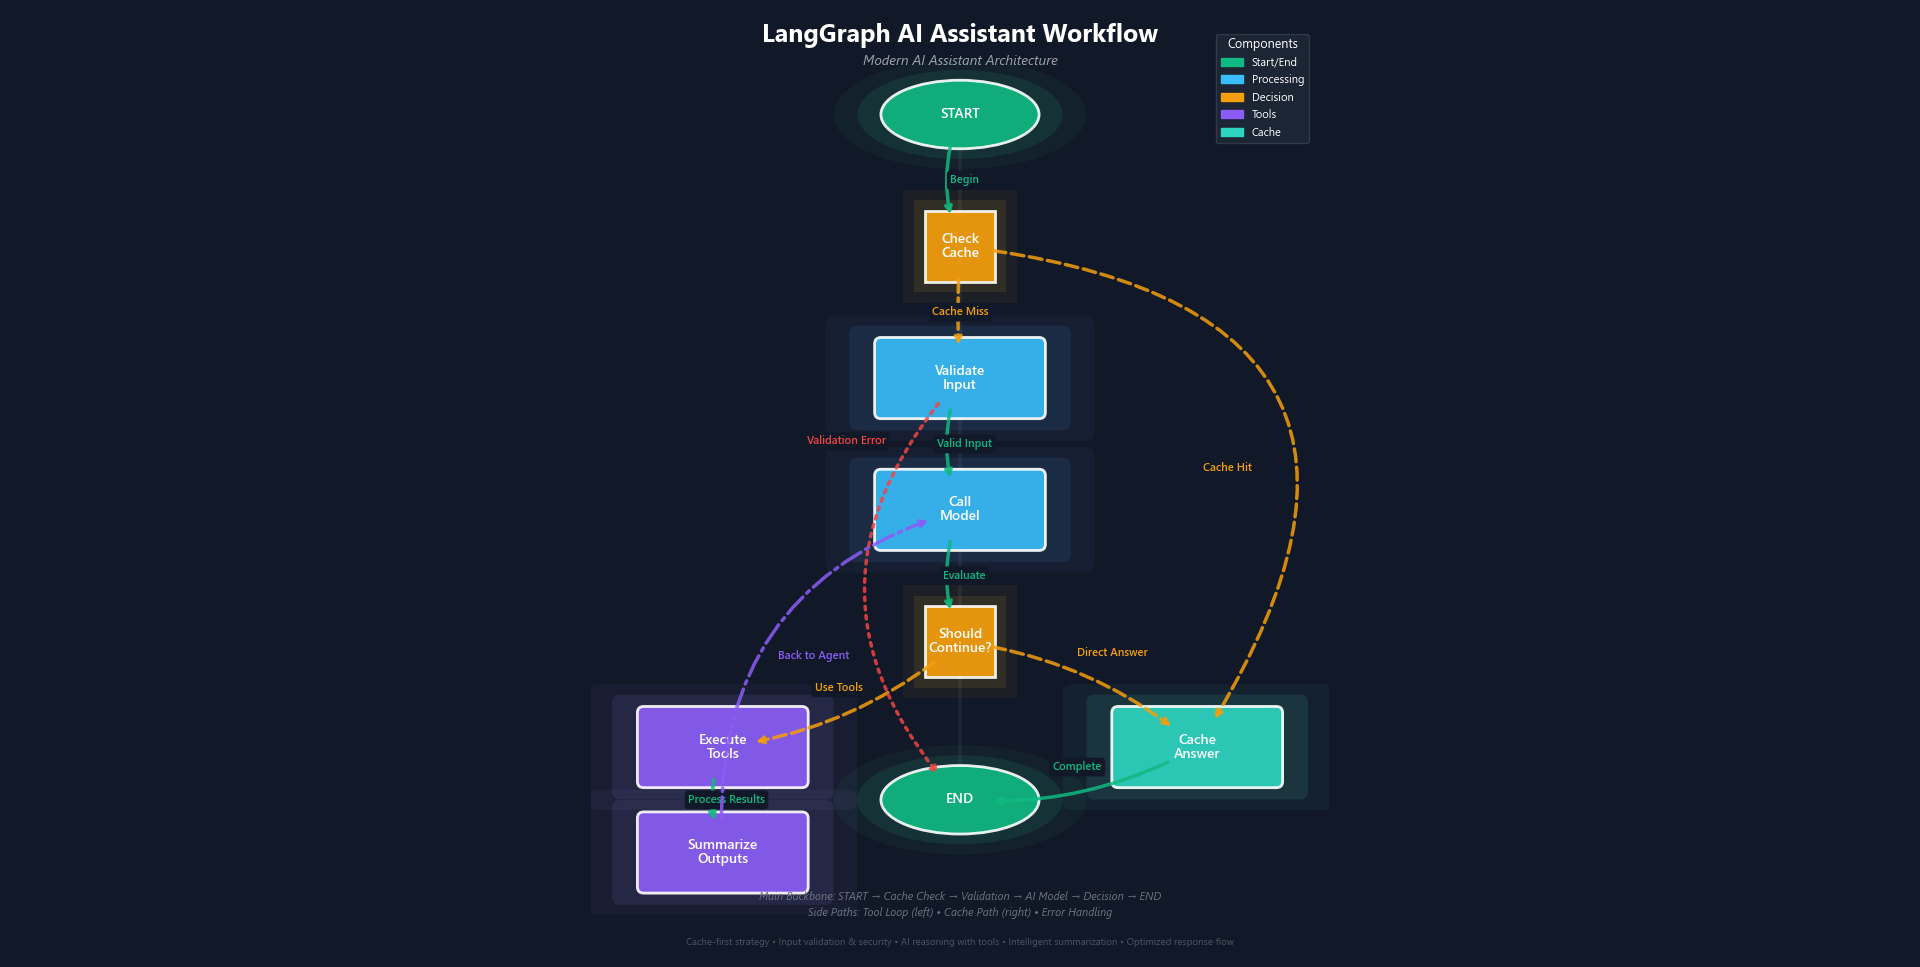 LangGraph AI Assistant Workflow
Modern AI Assistant Architecture
Components
Start/End
Processing
Decision
Tools
Cache
START
Begin
Check
Cache
Cache Miss
Validate
Input
Validation Error
Valid Input
Cache Hit
Call
Model
Evaluate
Should
Continue?
Direct Answer
Back to Agent
Use Tools
Execute
Tools
Cache
Answer
Complete
Process Results
END
Summarize
Outputs
Main Backbone: START → Cache Check → Validation → AI Model → Decision → END
Side Paths: Tool Loop (left) • Cache Path (right) • Error Handling
Cache-first strategy • Input validation & security • AI reasoning with tools • Intelligent summarization • Optimized response flow